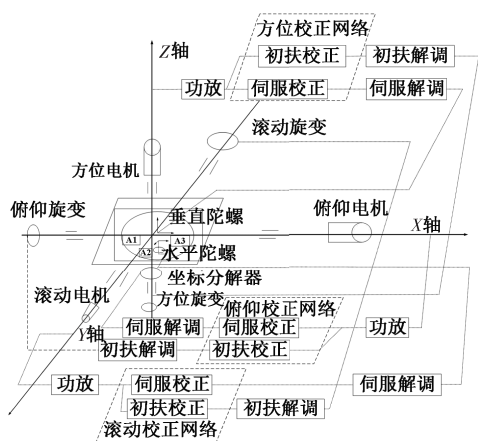 方位校正网络
Z轴
初扶校正
初扶解调
功放
伺服校正
伺服解调
滚动旋变
方位电机
俯仰旋变
垂直陀螺
俯仰电机
X轴
A1
A3
A2
水平陀螺
坐标分解器
滚动电机
方位旋变
俯仰校正网络
Y轴
伺服解调
伺服校正
功放
初扶解调
初扶校正
功放
伺服校正
伺服解调
初扶校正
初扶解调
滚动校正网络